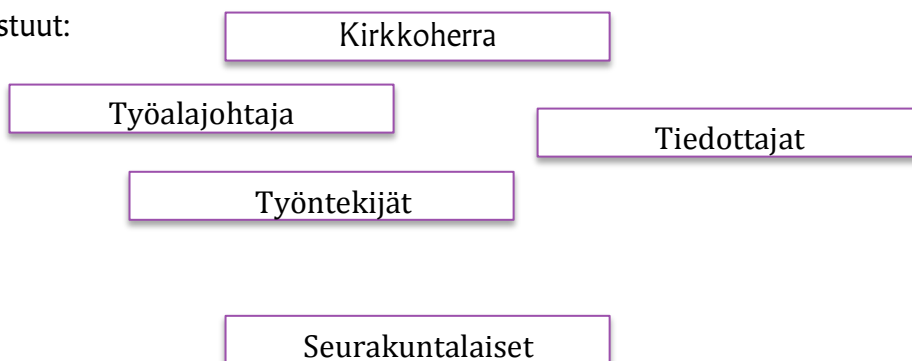 stuut:
Kirkkoherra
Työalajohtaja
Tiedottajat
Työntekijät
Seurakuntalaiset